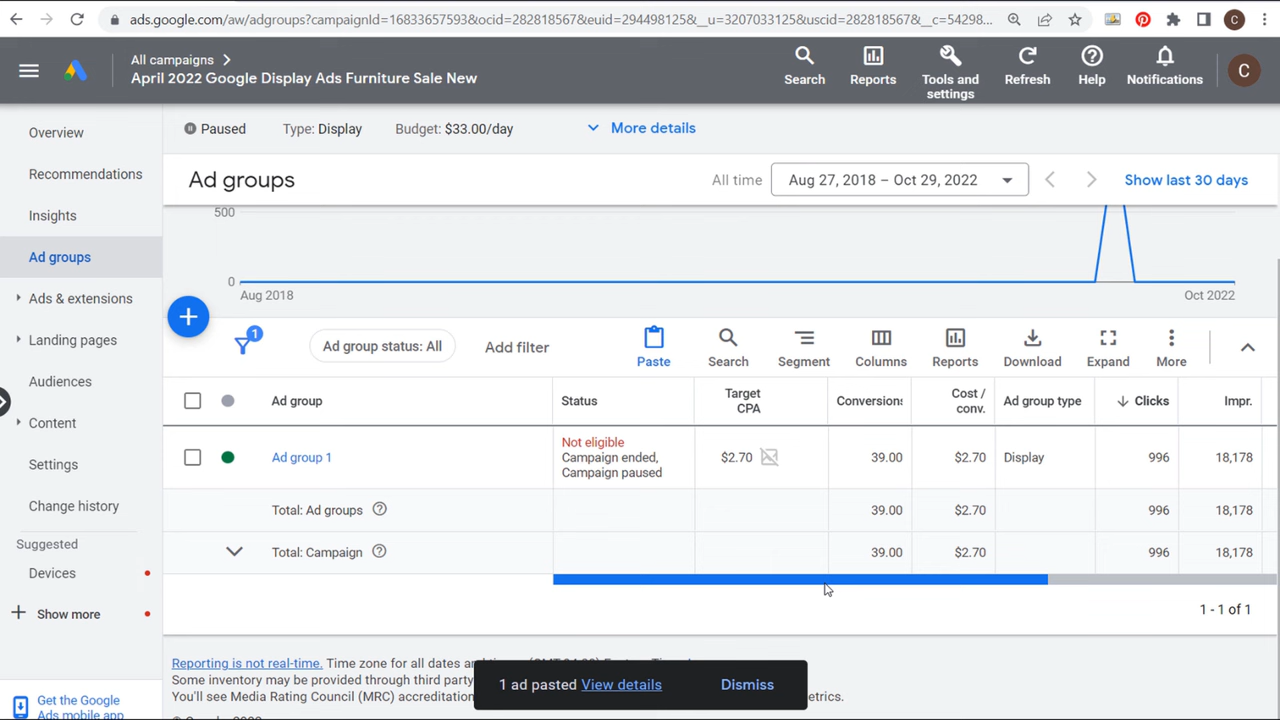 ads.google.com/aw/adgroups?campaignId=16833657593&ocid=282818567&euid=294498125&__u=3207033125&uscid=282818567&__c=54298...
C
All campaigns
April 2022 Google Display Ads Furniture Sale New
Search
Reports
Tools and
settings
Refresh
Help
Notifications
C
Overview
Recommendations
Insights
Ad groups
Ads & extensions
Landing pages
Audiences
Content
Settings
Change history
Suggested
Devices
Show more
Get the Google
Ads mobile app
Paused Type: Display Budget: $33.00/day More details
Ad groups
All time Aug 27, 2018 – Oct 29, 2022 Show last 30 days
500
0
Aug 2018 Oct 2022
1
Ad group status: All Add filter
Paste Search Segment Columns Reports Download Expand More
Ad group Status Target CPA Conversions Cost / conv. Ad group type Clicks Impr.
Ad group 1 Not eligible $2.70 39.00 $2.70 Display 996 18,178
Campaign ended,
Campaign paused
Total: Ad groups 39.00 $2.70 996 18,178
Total: Campaign 39.00 $2.70 996 18,178
1 - 1 of 1
Reporting is not real-time. Time zone for all dates
Some inventory may be provided through third party
You'll see Media Rating Council (MRC) accreditation
1 ad pasted View details Dismiss